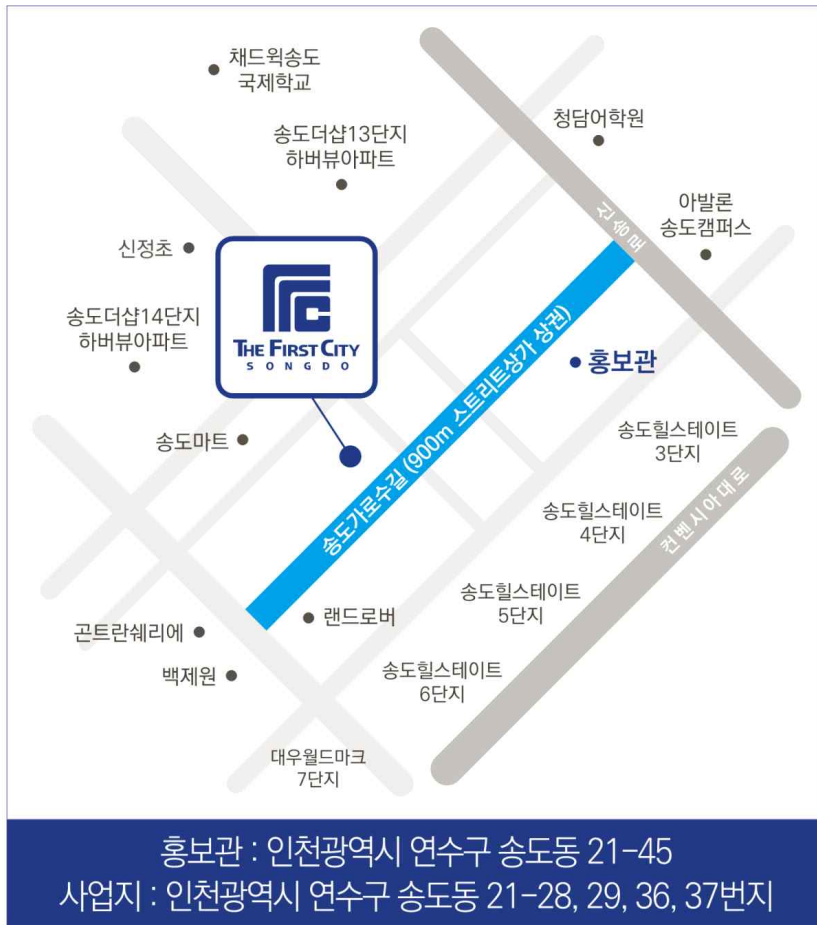 채드윅송도
국제학교
청담어학원
송도더샵13단지
하버뷰아파트
아발론
송도캠퍼스
신송로
신정초
THE FIRST CITY
SONGDO
송도더샵14단지
하버뷰아파트
송도가로수길 (900m 스트리트상가 상권)
홍보관
송도마트
송도힐스테이트
3단지
컨벤시아대로
송도힐스테이트
4단지
송도힐스테이트
5단지
랜드로버
곤트란쉐리에
백제원
송도힐스테이트
6단지
대우월드마크
7단지
홍보관 : 인천광역시 연수구 송도동 21-45
사업지 : 인천광역시 연수구 송도동 21-28, 29, 36, 37번지